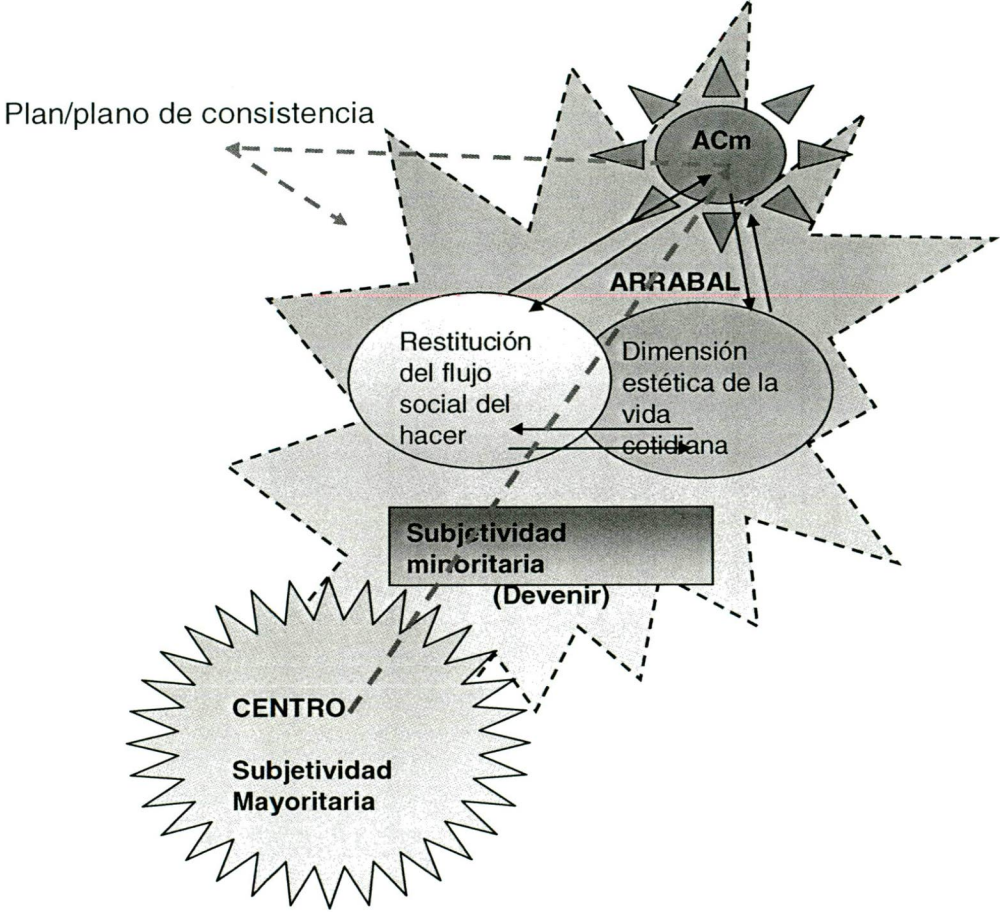 Plan/plano de consistencia
ACm
ARRABAL
Restitución
del flujo
social del
hacer
Dimensión
estética de la
vida
cotidiana
Subjetividad
minoritaria
(Devenir)
CENTRO
Subjetividad
Mayoritaria